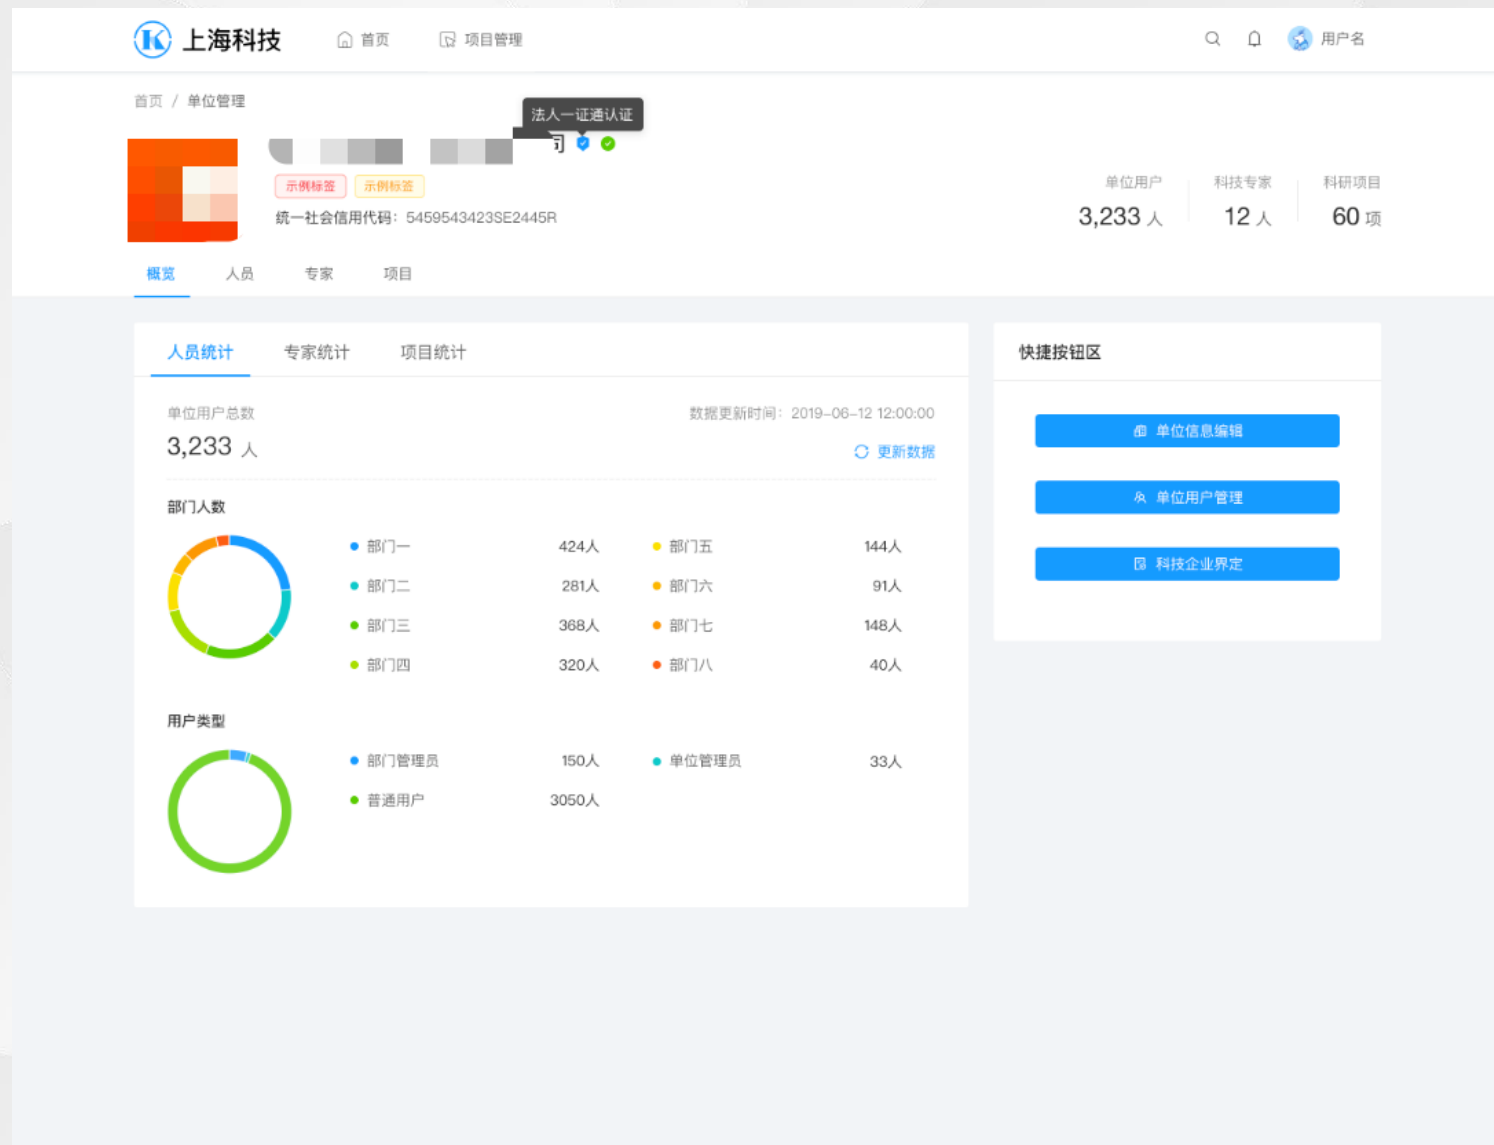 上海科技
首页
项目管理
用户名
首页 / 单位管理
法人一证通认证
司
示例标签
示例标签
统一社会信用代码：5459543423SE2445R
单位用户
科技专家
科研项目
3,233 人
12 人
60 项
概览
人员
专家
项目
人员统计
专家统计
项目统计
单位用户总数
数据更新时间：2019-06-12 12:00:00
3,233 人
更新数据
部门人数
部门一 424人
部门五 144人
部门二 281人
部门六 91人
部门三 368人
部门七 148人
部门四 320人
部门八 40人
用户类型
部门管理员 150人
单位管理员 33人
普通用户 3050人
快捷按钮区
单位信息编辑
单位用户管理
科技企业界定